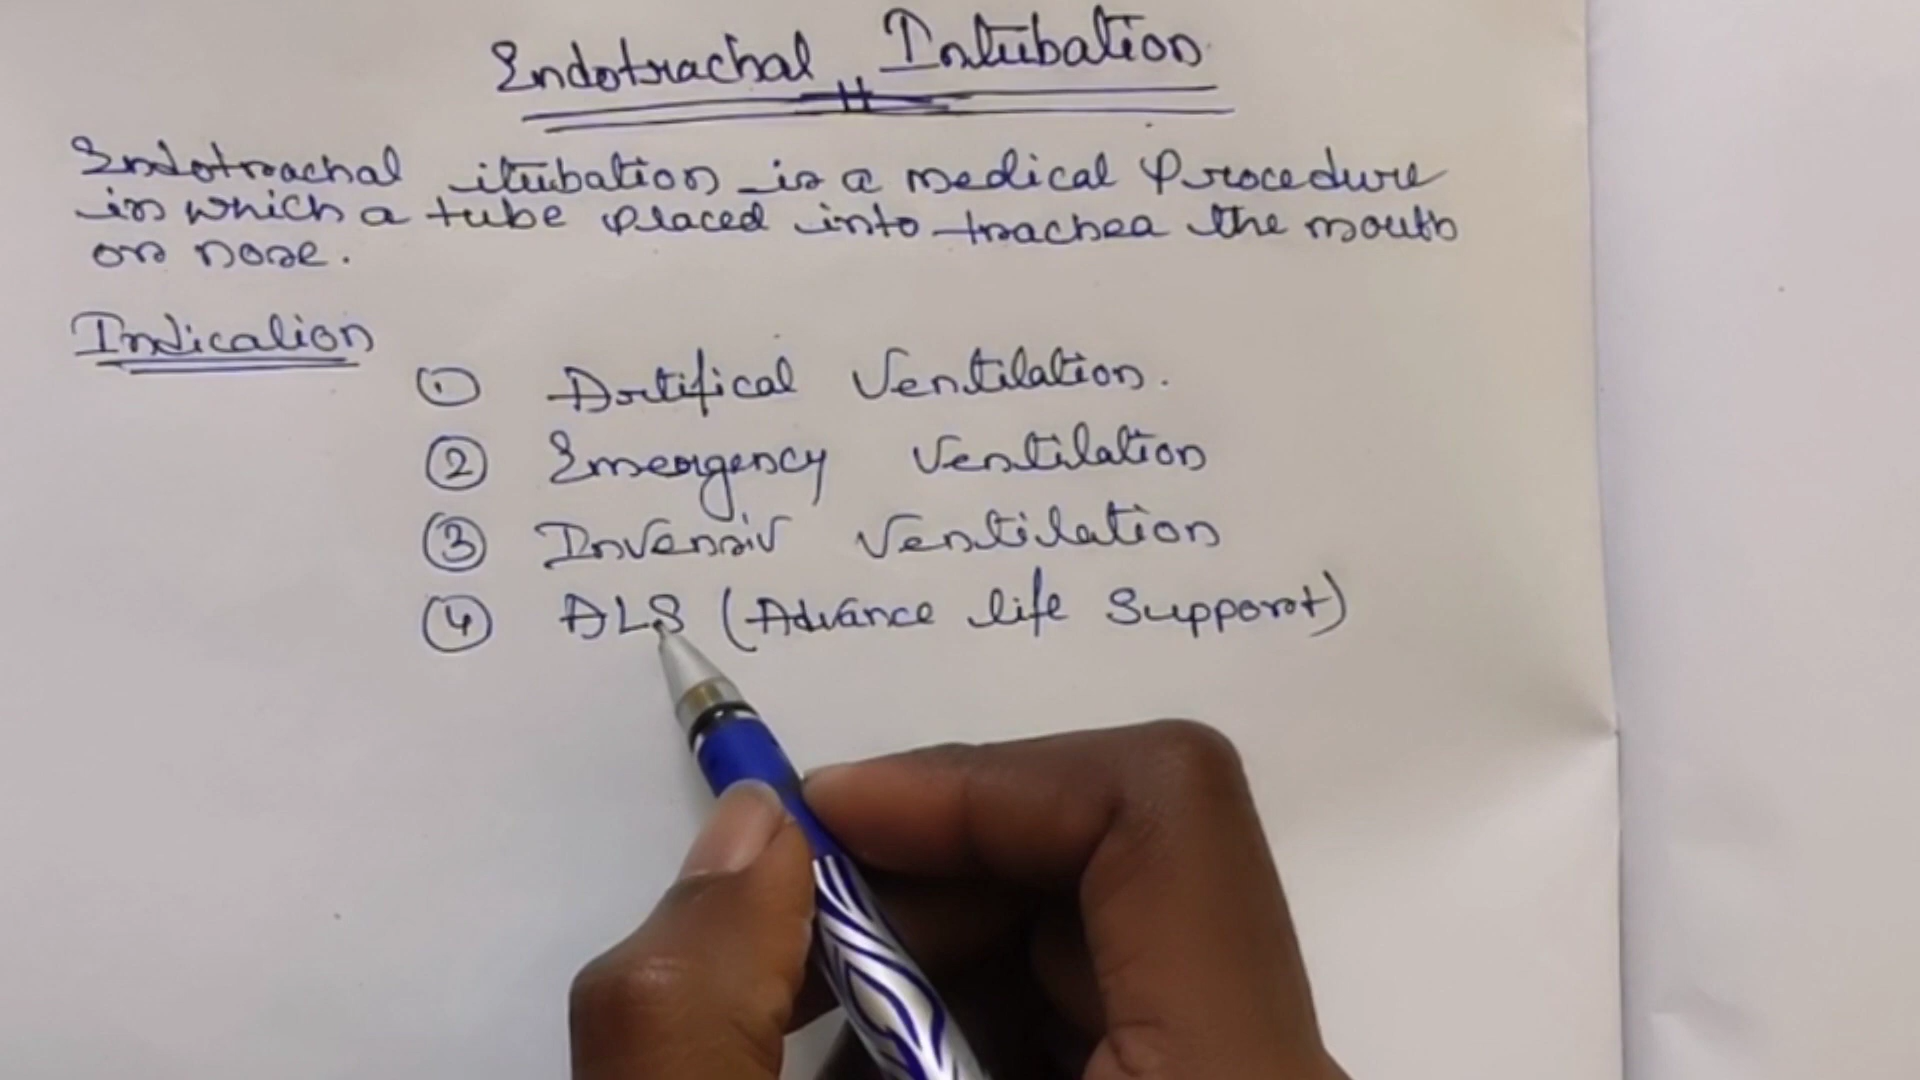 Endotrachal Intubation
Endotrachal itubation is a medical procedure
in which a tube placed into trachea the mouth
or nose.
Indication
① Artifical Ventilation.
② Emergency Ventilation
③ Invensiv Ventilation
④ ALS (Advance life Support)